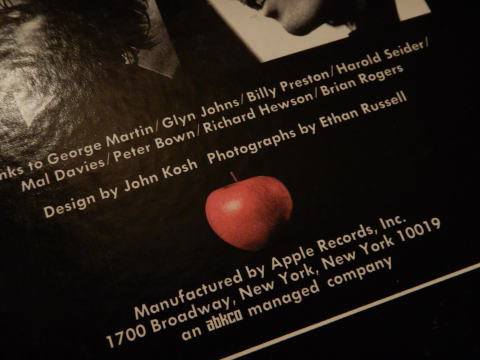 nks to George Martin/Glyn Johns/Billy Preston/Harold Seider/
Mal Davies/Peter Bown/Richard Hewson/Brian Rogers
Design by John Kosh Photographs by Ethan Russell
Manufactured by Apple Records, Inc.
1700 Broadway, New York, New York 10019
an abkco managed company